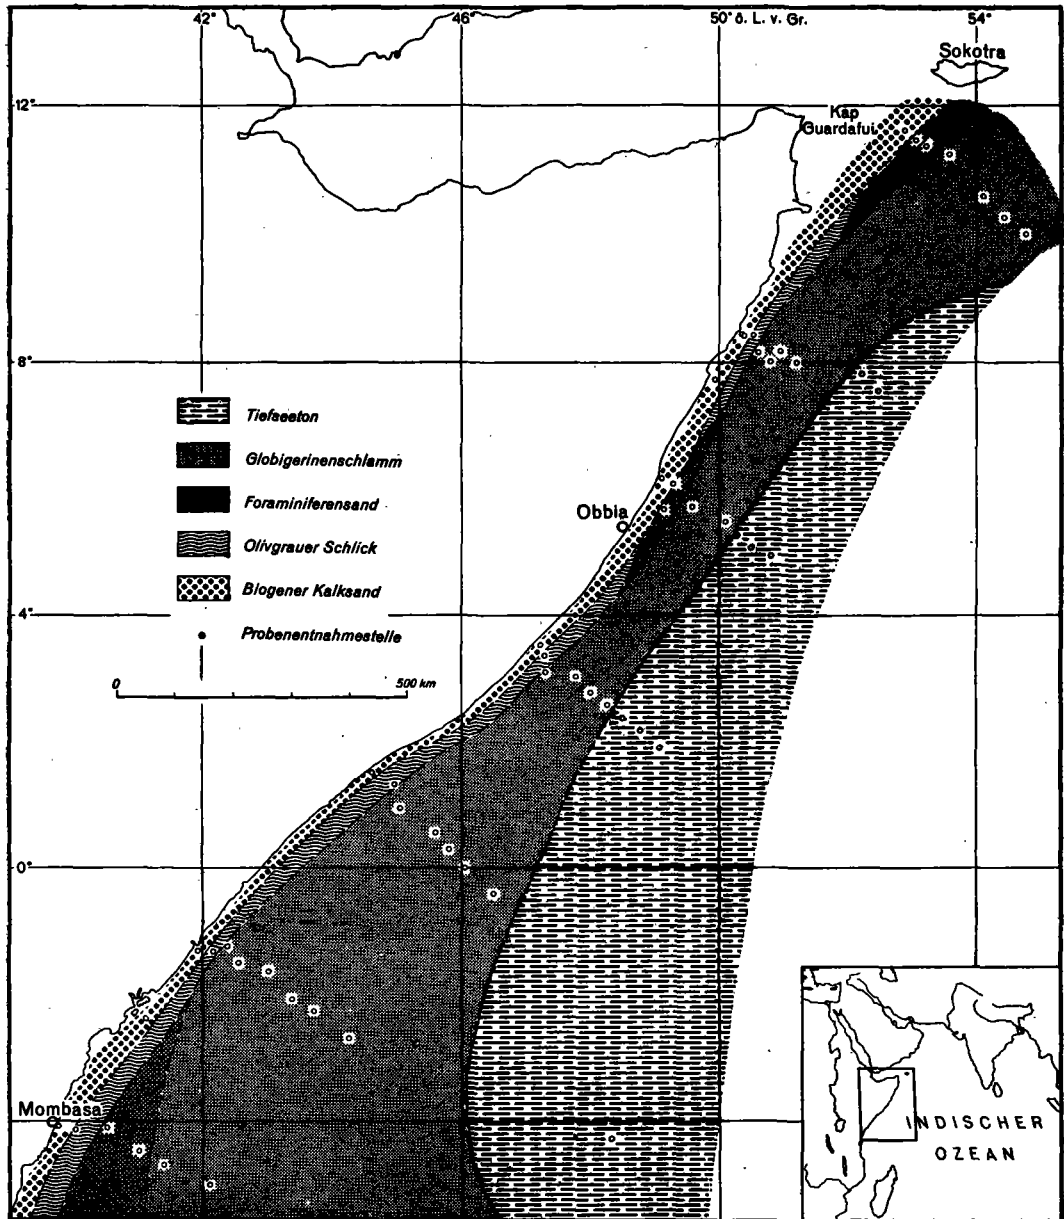 42° 46° 50° ö. L. v. Gr. 54°
Sokotra
12°
Kap
Guardafui
8°
Tiefseeton
Globigerinenschlamm
Foraminiferensand
Obbia
Olivgrauer Schlick
Biogener Kalksand
4°
Probenentnahmestelle
0 500 km
0°
Mombasa
INDISCHER
OZEAN